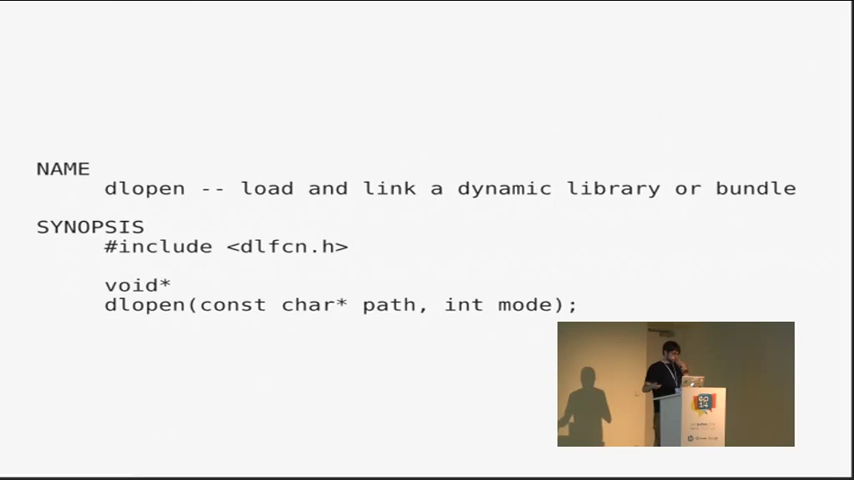 NAME
dlopen -- load and link a dynamic library or bundle
SYNOPSIS
#include <dlfcn.h>
void*
dlopen(const char* path, int mode);